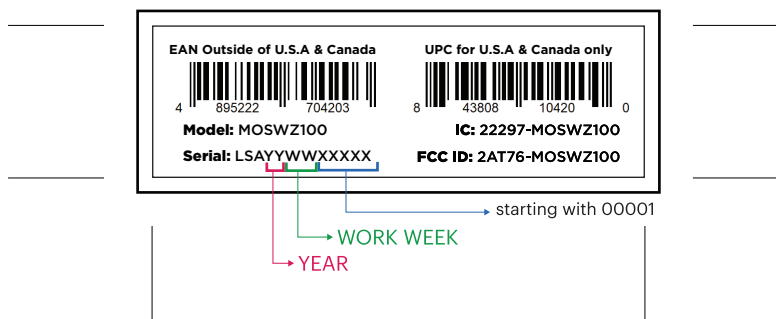 EAN Outside of U.S.A & Canada
UPC for U.S.A & Canada only
4 895222 704203
8 43808 10420 0
Model: MOSWZ100
IC: 22297-MOSWZ100
Serial: LSAYYWWXXXXX
FCC ID: 2AT76-MOSWZ100
starting with 00001
WORK WEEK
YEAR